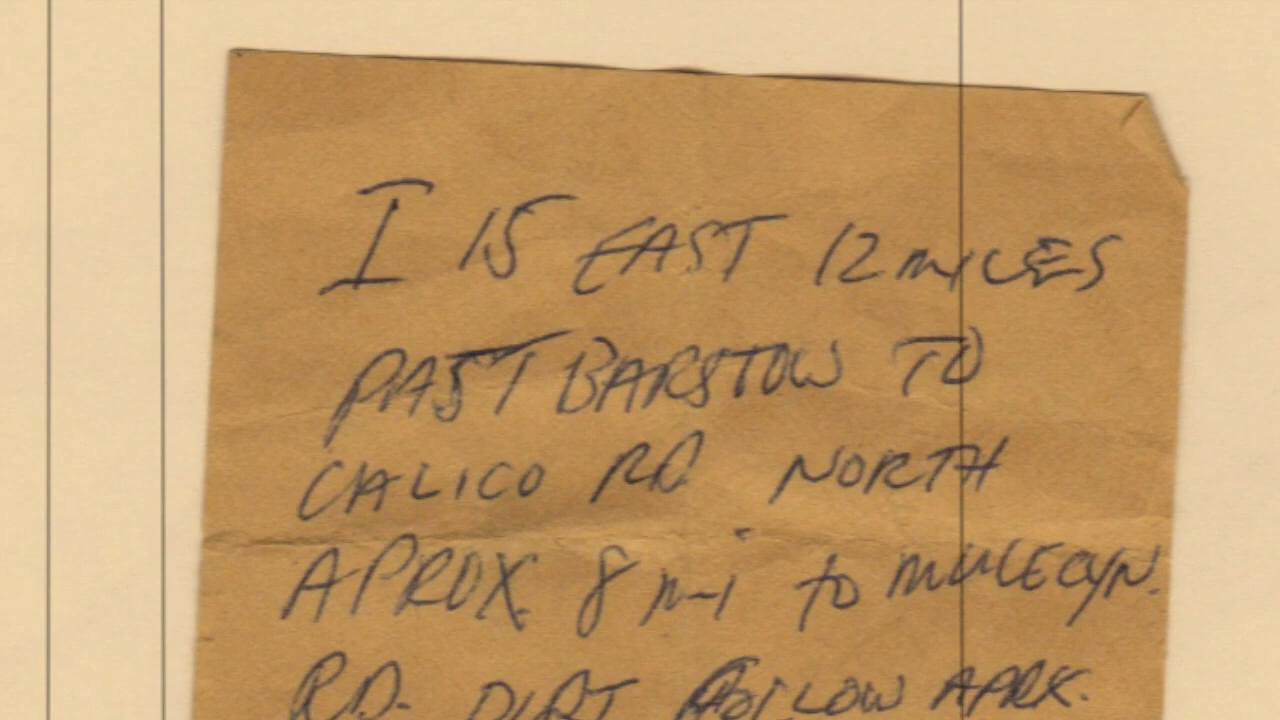 I 15 EAST 12 MILES
PAST BARSTOW TO
CALICO RD NORTH
APROX. 8 mi to MULE CYN.
RD. DIRT FOLLOW APRX.